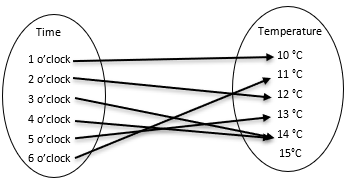 Time
1 o’clock
2 o’clock
3 o’clock
4 o’clock
5 o’clock
6 o’clock
Temperature
10 °C
11 °C
12 °C
13 °C
14 °C
15°C